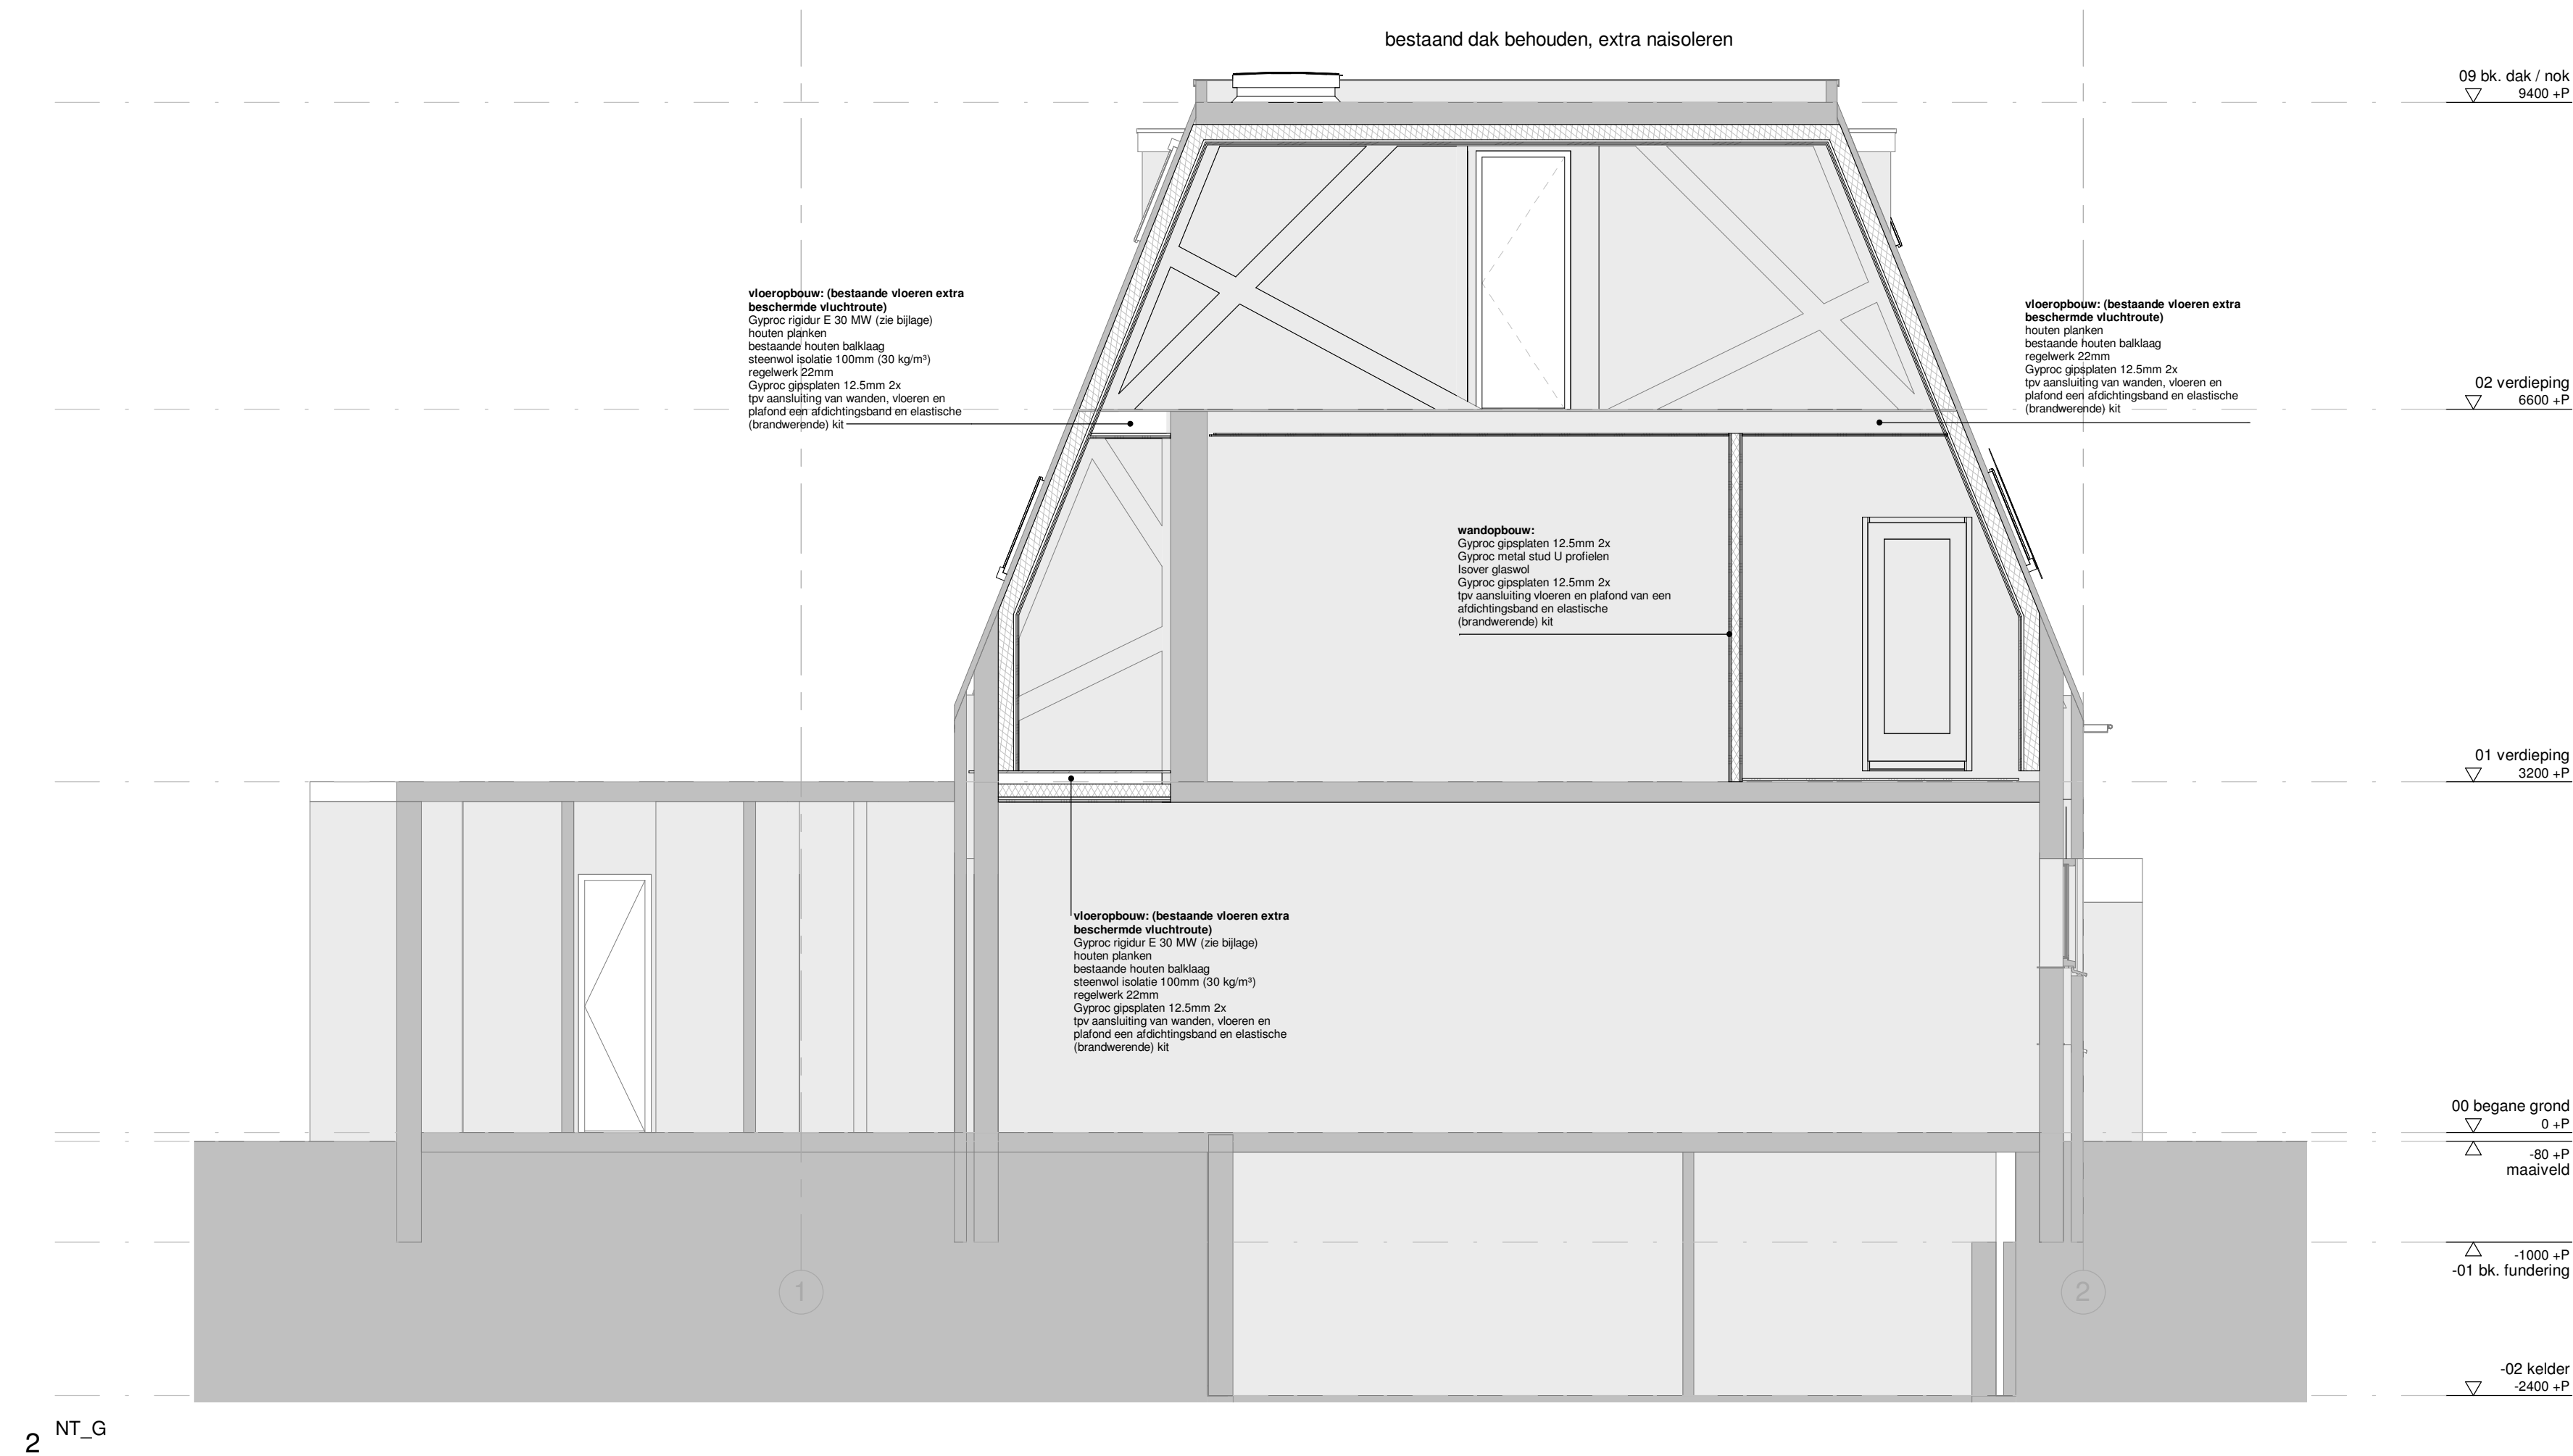 bestaand dak behouden, extra naisoleren
09 bk. dak / nok
9400 +P
vloeropbouw: (bestaande vloeren extra
beschermde vluchtroute)
Gyproc rigidur E 30 MW (zie bijlage)
houten planken
bestaande houten balklaag
steenwol isolatie 100mm (30 kg/m³)
regelwerk 22mm
Gyproc gipsplaten 12.5mm 2x
tpv aansluiting van wanden, vloeren en
plafond een afdichtingsband en elastische
(brandwerende) kit
vloeropbouw: (bestaande vloeren extra
beschermde vluchtroute)
houten planken
bestaande houten balklaag
regelwerk 22mm
Gyproc gipsplaten 12.5mm 2x
tpv aansluiting van wanden, vloeren en
plafond een afdichtingsband en elastische
(brandwerende) kit
02 verdieping
6600 +P
wandopbouw:
Gyproc gipsplaten 12.5mm 2x
Gyproc metal stud U profielen
Isover glaswol
Gyproc gipsplaten 12.5mm 2x
tpv aansluiting vloeren en plafond van een
afdichtingsband en elastische
(brandwerende) kit
01 verdieping
3200 +P
vloeropbouw: (bestaande vloeren extra
beschermde vluchtroute)
Gyproc rigidur E 30 MW (zie bijlage)
houten planken
bestaande houten balklaag
steenwol isolatie 100mm (30 kg/m³)
regelwerk 22mm
Gyproc gipsplaten 12.5mm 2x
tpv aansluiting van wanden, vloeren en
plafond een afdichtingsband en elastische
(brandwerende) kit
00 begane grond
0 +P
-80 +P
maaiveld
-1000 +P
-01 bk. fundering
1
2
-02 kelder
-2400 +P
2 NT_G